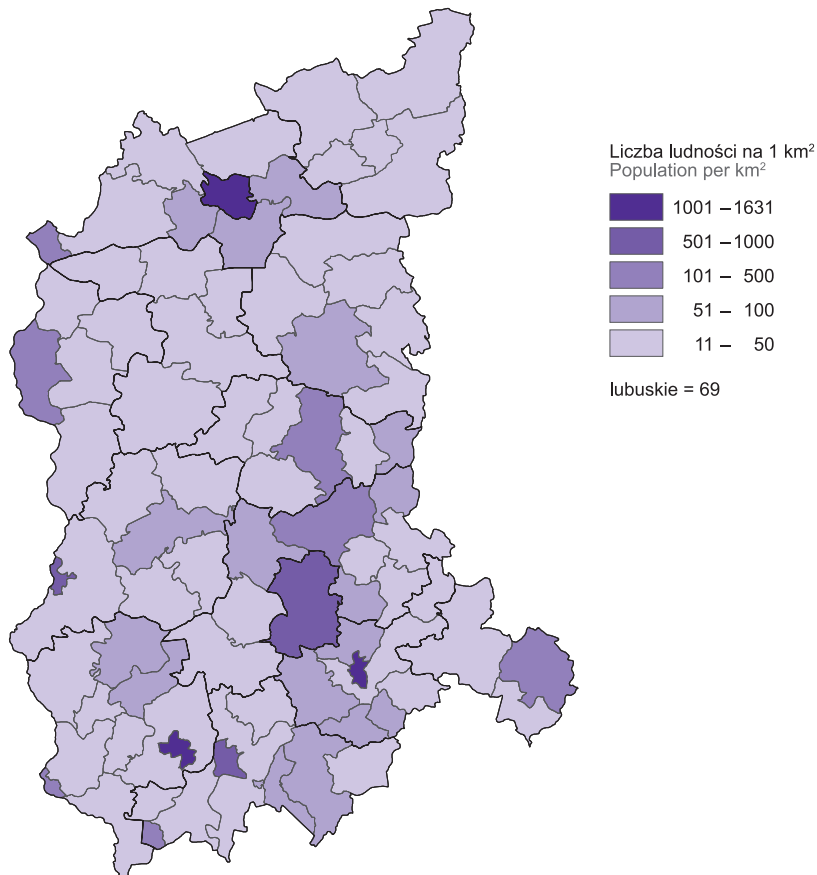 Liczba ludności na 1 km²
Population per km²
1001 – 1631
501 – 1000
101 – 500
51 – 100
11 – 50
lubuskie = 69